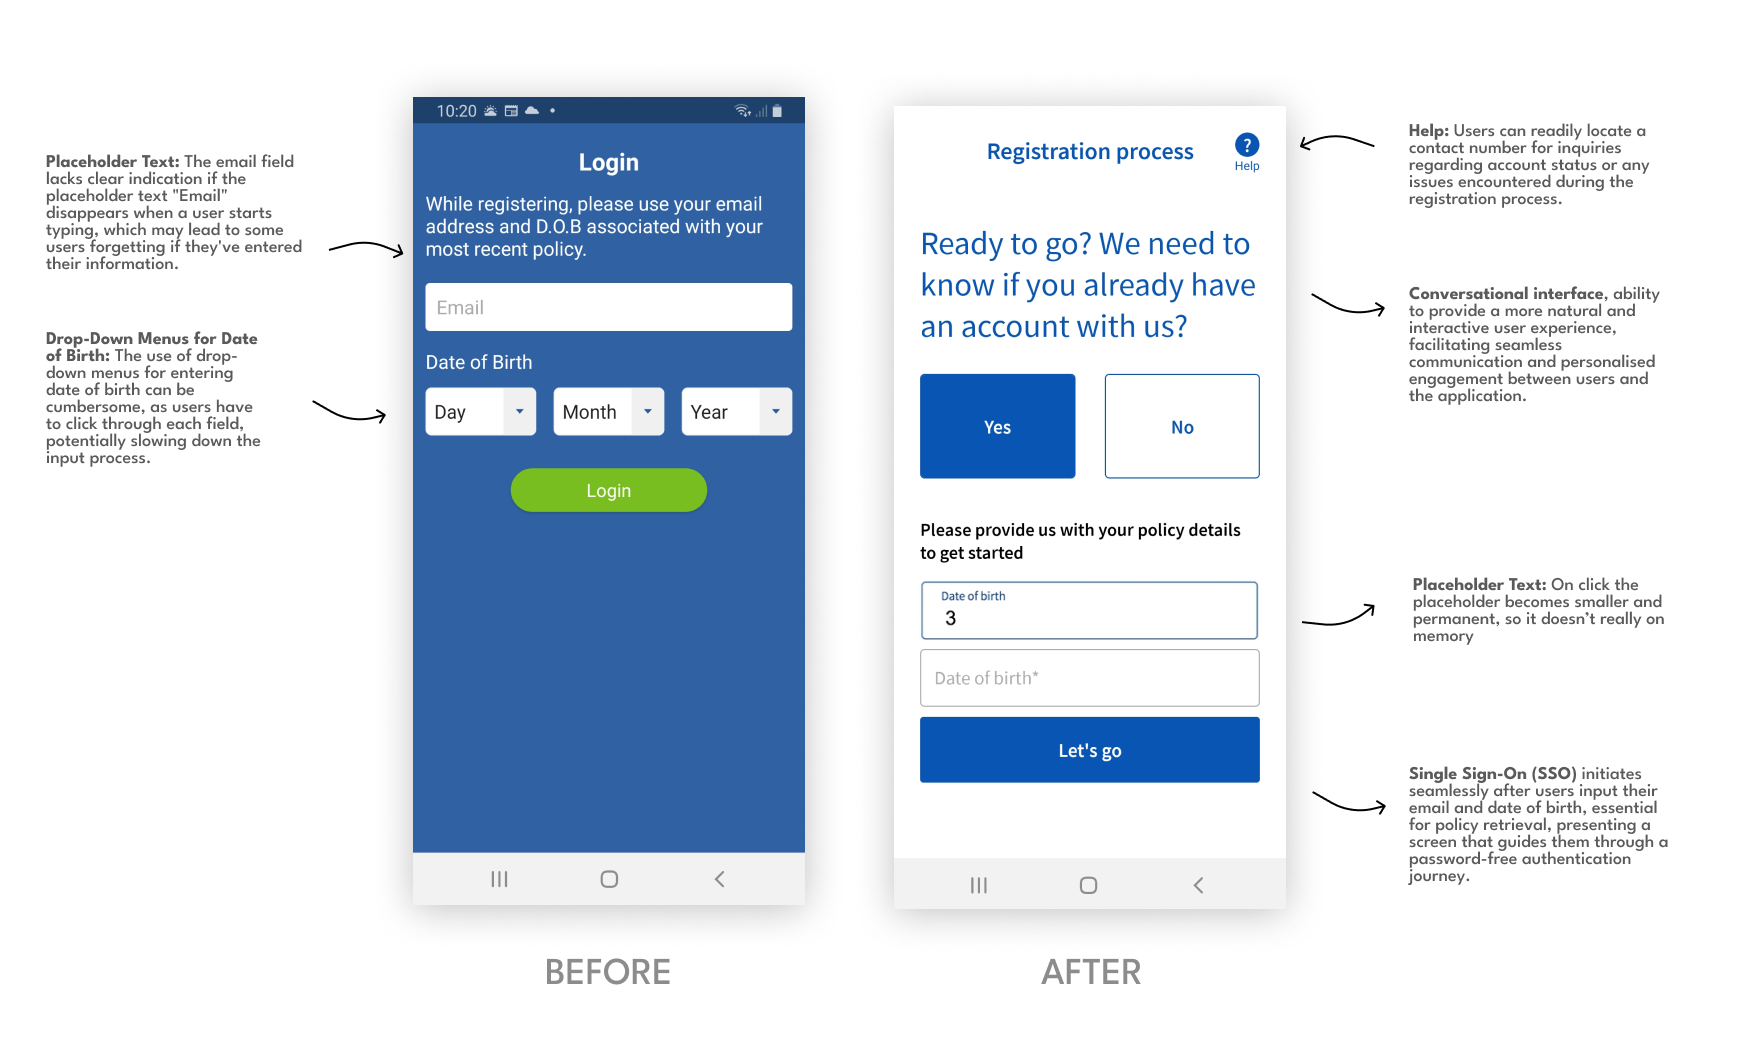 Placeholder Text: The email field
lacks clear indication if the
placeholder text "Email"
disappears when a user starts
typing, which may lead to some
users forgetting if they've entered
their information.
Drop-Down Menus for Date
of Birth: The use of drop-
down menus for entering
date of birth can be
cumbersome, as users have
to click through each field,
potentially slowing down the
input process.
10:20
Login
While registering, please use your email
address and D.O.B associated with your
most recent policy.
Email
Date of Birth
Day Month Year
Login
BEFORE
Registration process
?
Help
Ready to go? We need to
know if you already have
an account with us?
Yes No
Please provide us with your policy details
to get started
Date of birth
3
Date of birth*
Let's go
AFTER
Help: Users can readily locate a
contact number for inquiries
regarding account status or any
issues encountered during the
registration process.
Conversational interface, ability
to provide a more natural and
interactive user experience,
facilitating seamless
communication and personalised
engagement between users and
the application.
Placeholder Text: On click the
placeholder becomes smaller and
permanent, so it doesn't really on
memory
Single Sign-On (SSO) initiates
seamlessly after users input their
email and date of birth, essential
for policy retrieval, presenting a
screen that guides them through a
password-free authentication
journey.